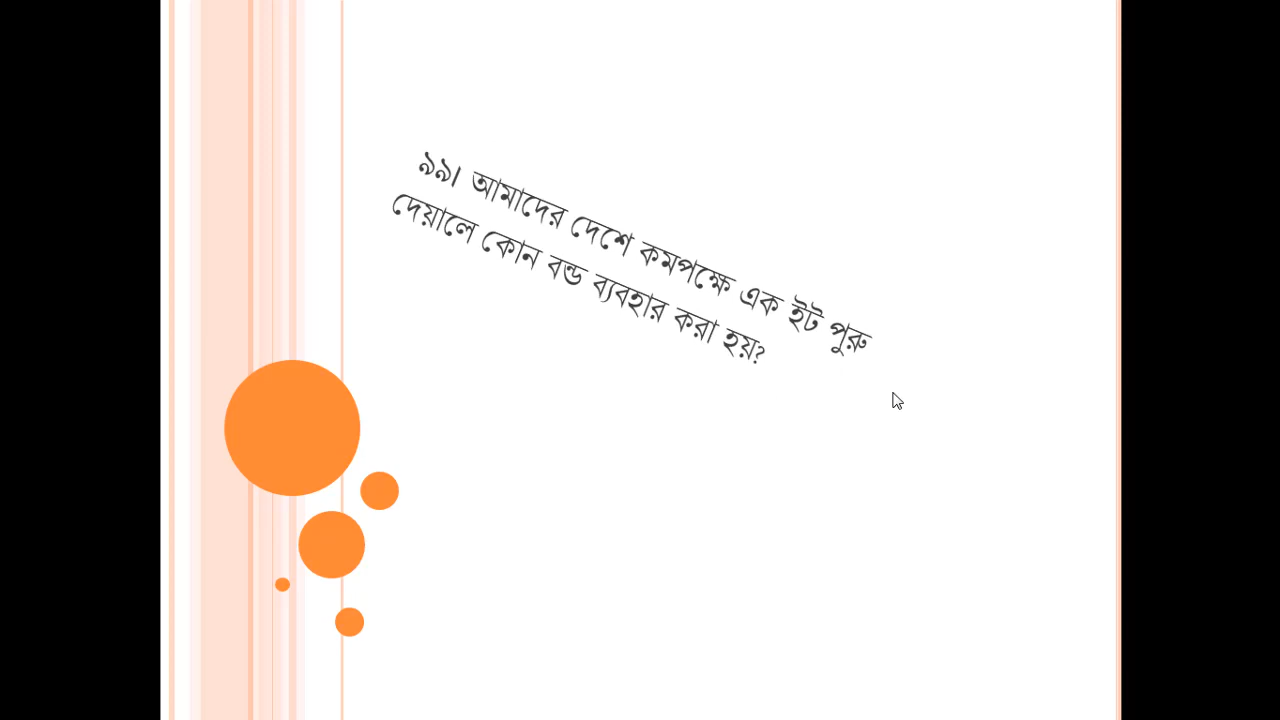 ৯৯। আমাদের দেশে কমপক্ষে এক ইট পুরু
দেয়ালে কোন বন্ড ব্যবহার করা হয়?